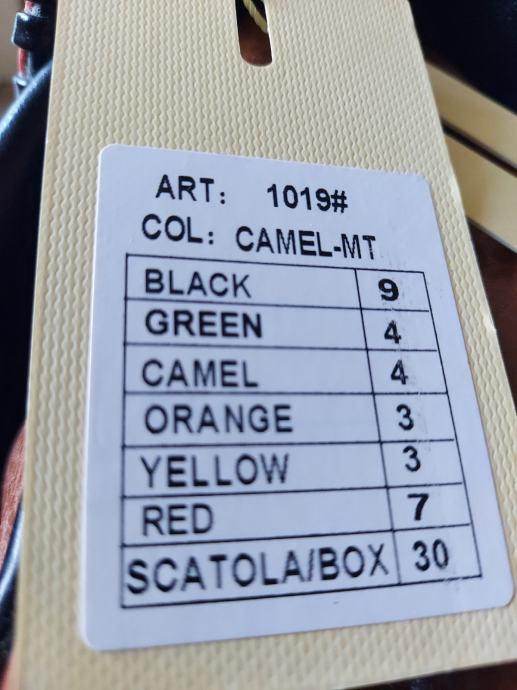 ART: 1019#
COL: CAMEL-MT
BLACK 9
GREEN 4
CAMEL 4
ORANGE 3
YELLOW 3
RED 7
SCATOLA/BOX 30